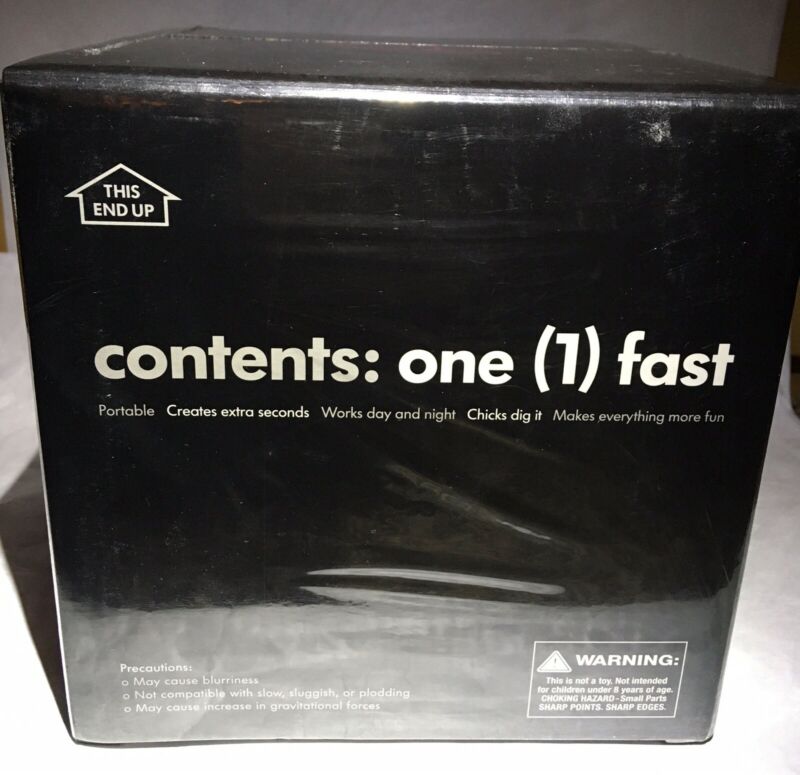 THIS
END UP
contents: one (1) fast
Portable Creates extra seconds Works day and night Chicks dig it Makes everything more fun
Precautions:
o May cause blurriness
o Not compatible with slow, sluggish, or plodding
o May cause increase in gravitational forces
WARNING:
This is not a toy. Not intended
for children under 8 years of age.
CHOKING HAZARD-Small Parts
SHARP POINTS. SHARP EDGES.